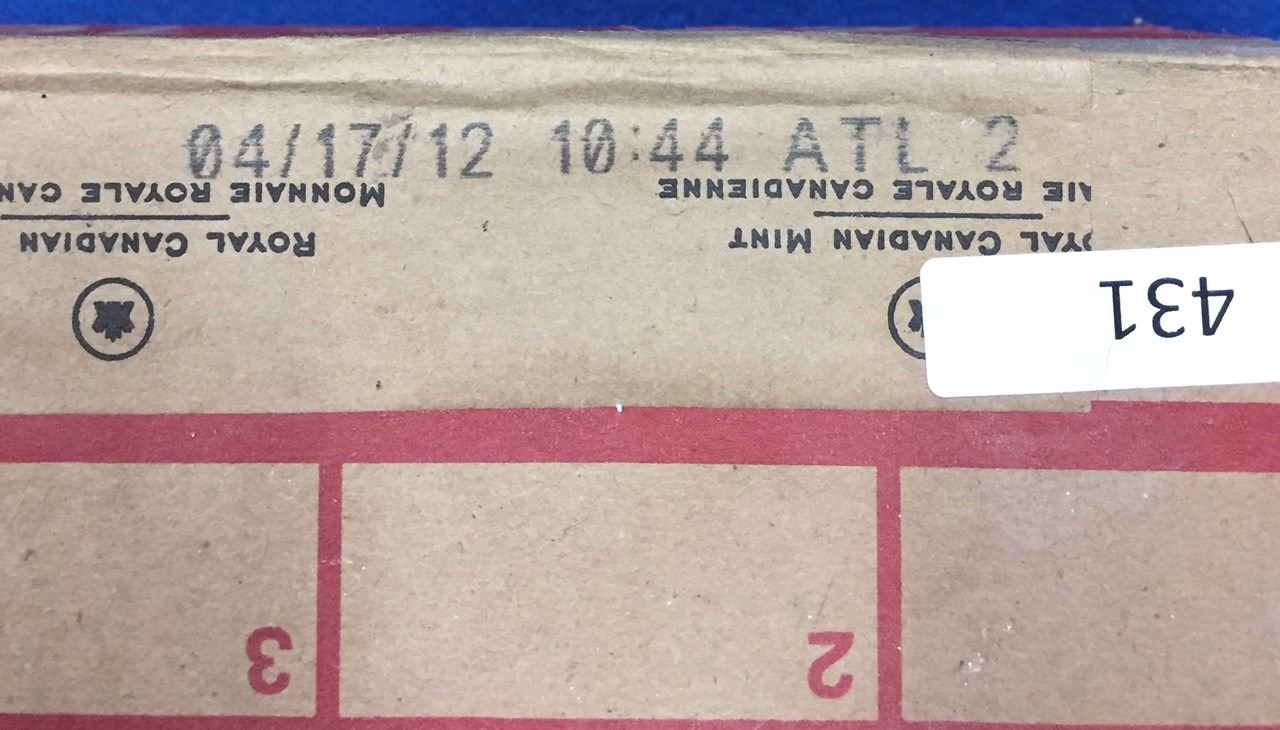 04/17/12 10:44 ATL 2
MONNAIE ROYALE CAN
ROYAL CANADIAN
AIE ROYALE CANADIENNE
YAL CANADIAN MINT
431
3
2